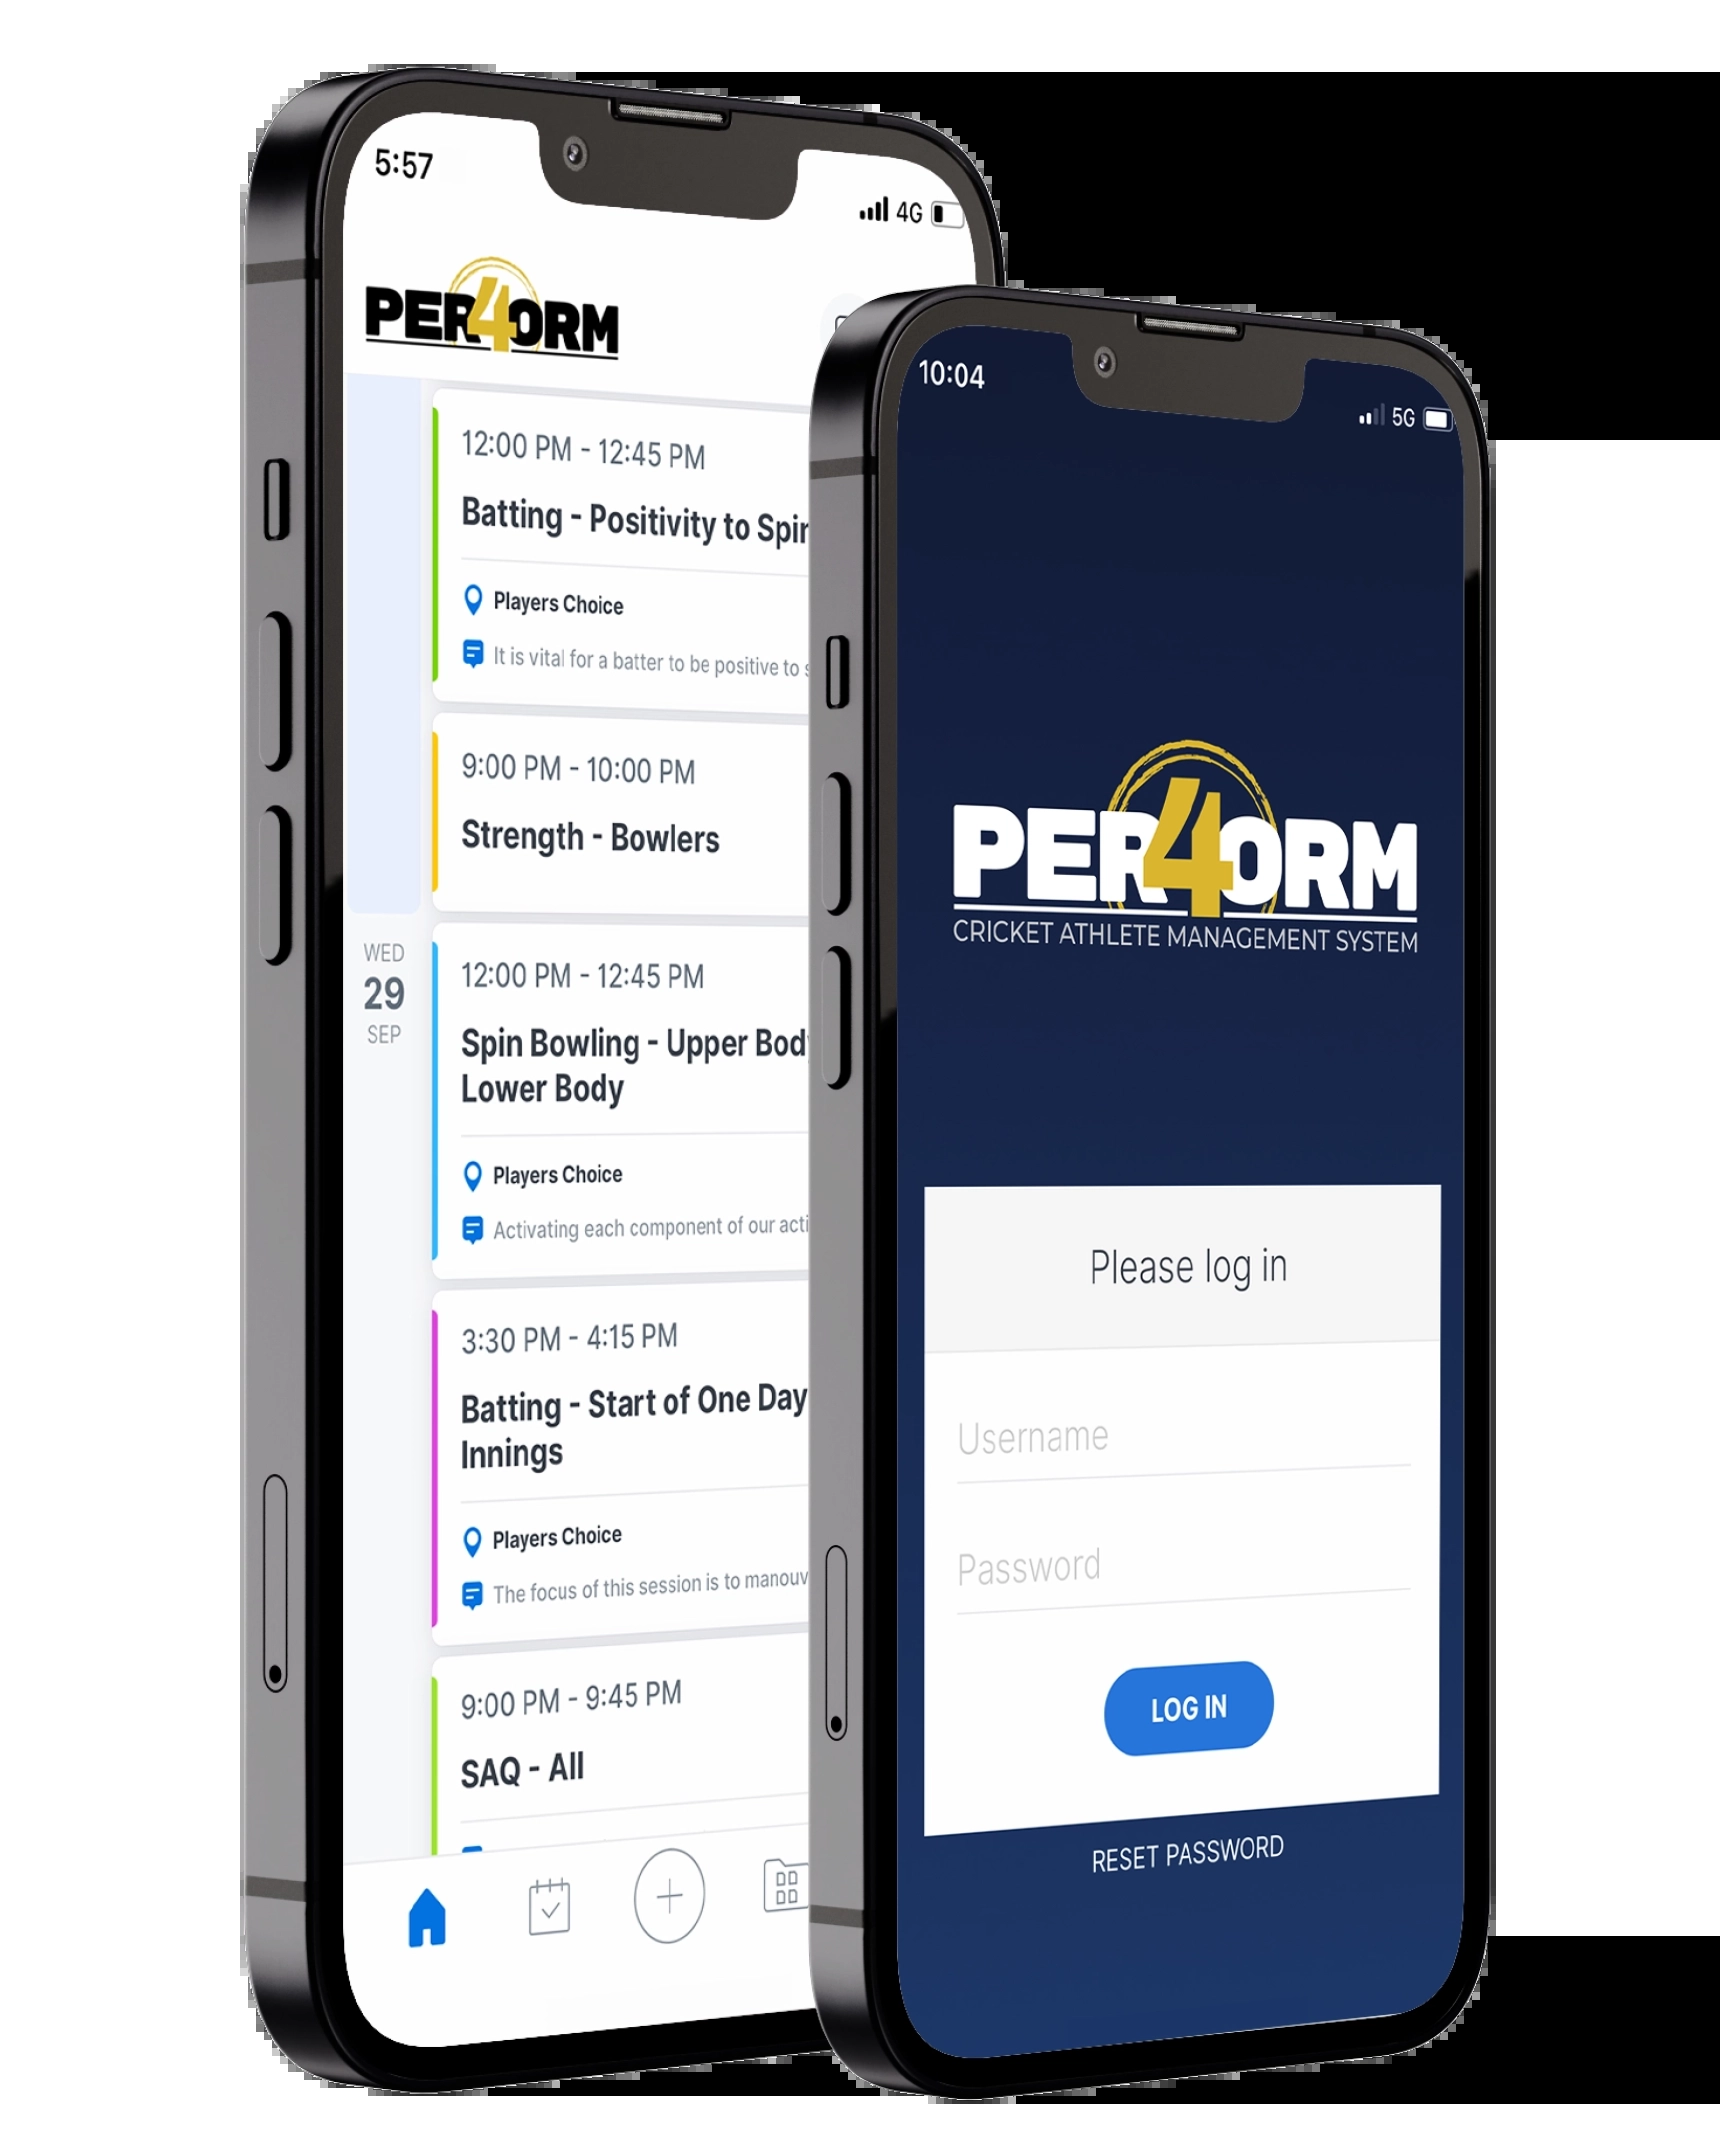 5:57
4G
PER4ORM
12:00 PM - 12:45 PM
Batting - Positivity to
Players Choice
It is vital for a batter to be positive to
9:00 PM - 10:00 PM
Strength - Bowlers
WED
29
SEP
12:00 PM - 12:45 PM
Spin Bowling - Upper
Lower Body
Players Choice
Activating each component of our
3:30 PM - 4:15 PM
Batting - Start of One Day
Innings
Players Choice
The focus of this session is to
9:00 PM - 9:45 PM
SAQ - All
10:04
5G
PER4ORM
CRICKET ATHLETE MANAGEMENT SYSTEM
Please log in
Username
Password
LOG IN
RESET PASSWORD